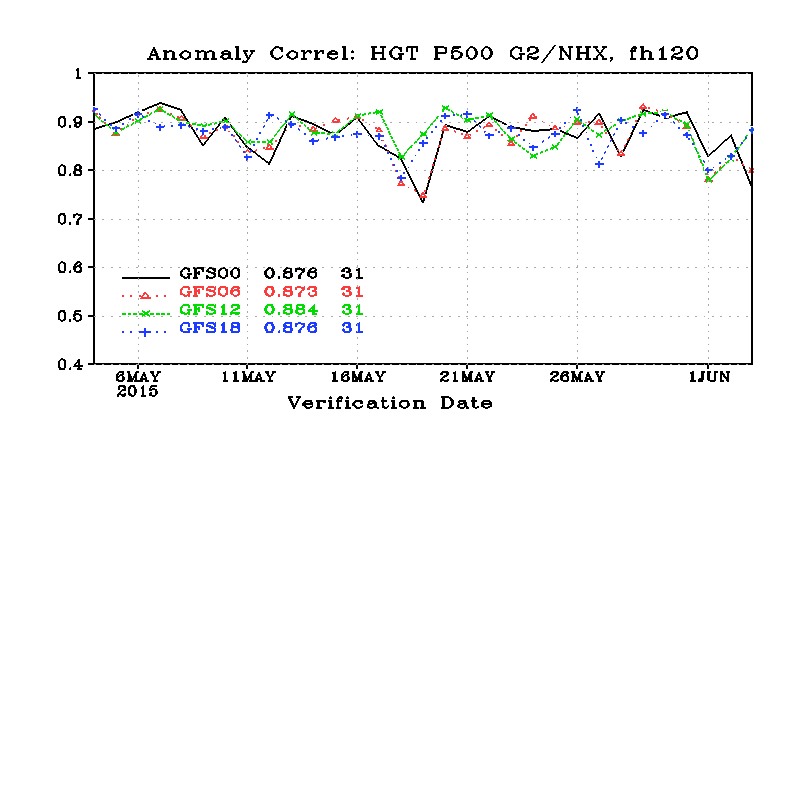 Anomaly Correl: HGT P500 G2/NHX, fh120
1
0.9
0.8
0.7
0.6
0.5
0.4
GFS00 0.876 31
GFS06 0.873 31
GFS12 0.884 31
GFS18 0.876 31
6MAY 11MAY 16MAY 21MAY 26MAY 1JUN
2015
Verification Date